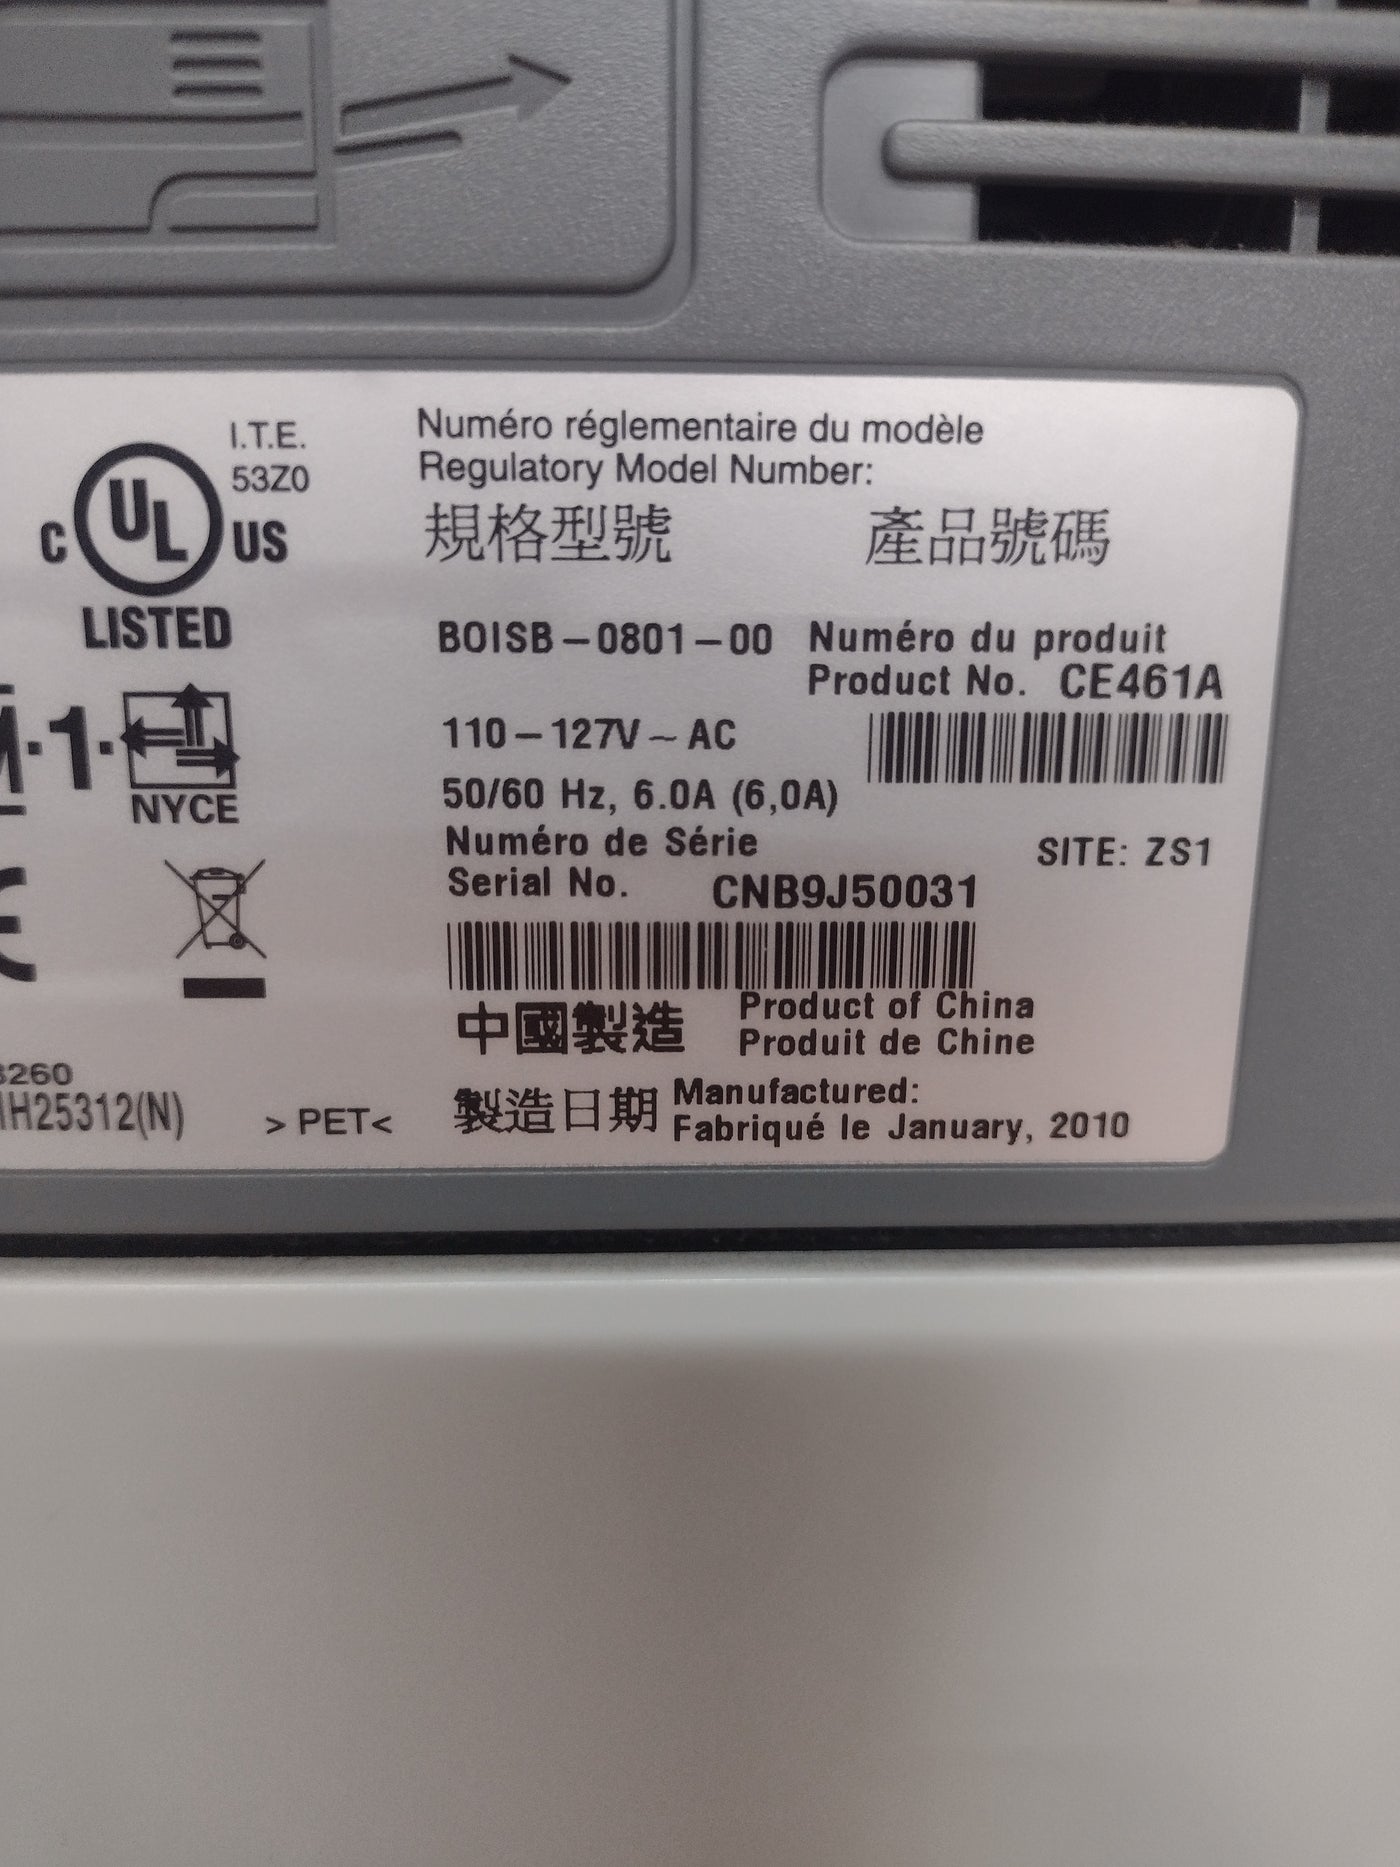 I.T.E.
53Z0
C UL US
LISTED
·1·
NYCE
Numéro réglementaire du modèle
Regulatory Model Number:
規格型號 產品號碼
BOISB-0801-00 Numéro du produit
Product No. CE461A
110-127V~AC
50/60 Hz, 6.0A (6,0A)
Numéro de Série
SITE: ZS1
Serial No. CNB9J50031
中國製造 Product of China
Produit de Chine
製造日期 Manufactured:
Fabriqué le January, 2010
H25312(N)
>PET<